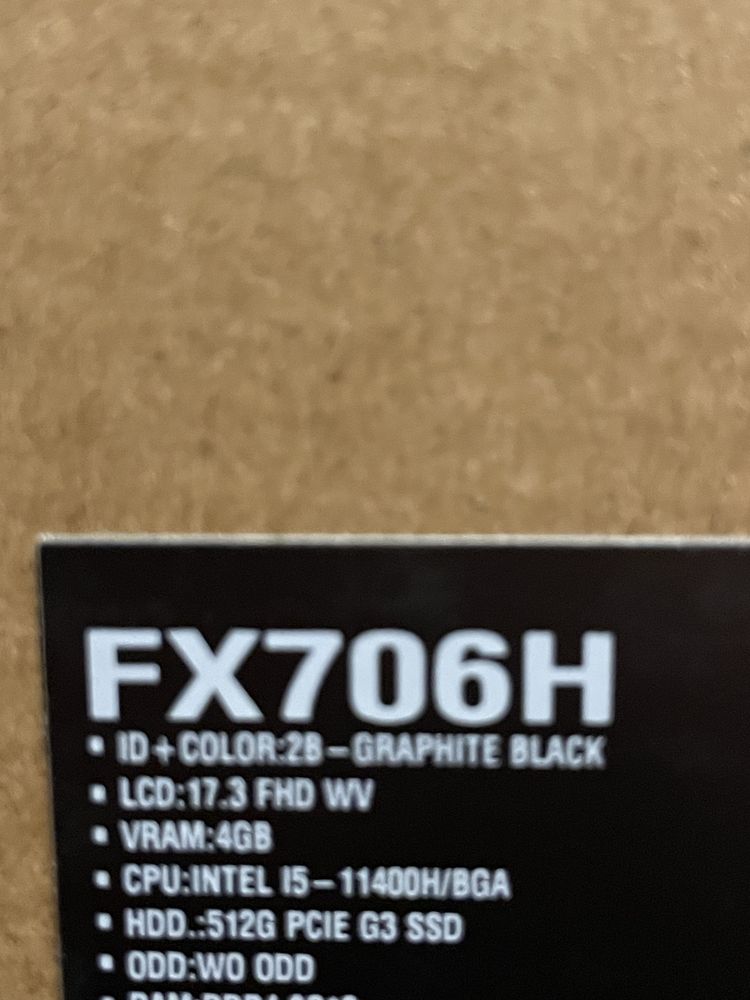 FX706H
▪ ID+COLOR:2B-GRAPHITE BLACK
▪ LCD:17.3 FHD WV
▪ VRAM:4GB
▪ CPU:INTEL I5-11400H/BGA
▪ HDD.:512G PCIE G3 SSD
▪ ODD:WO ODD